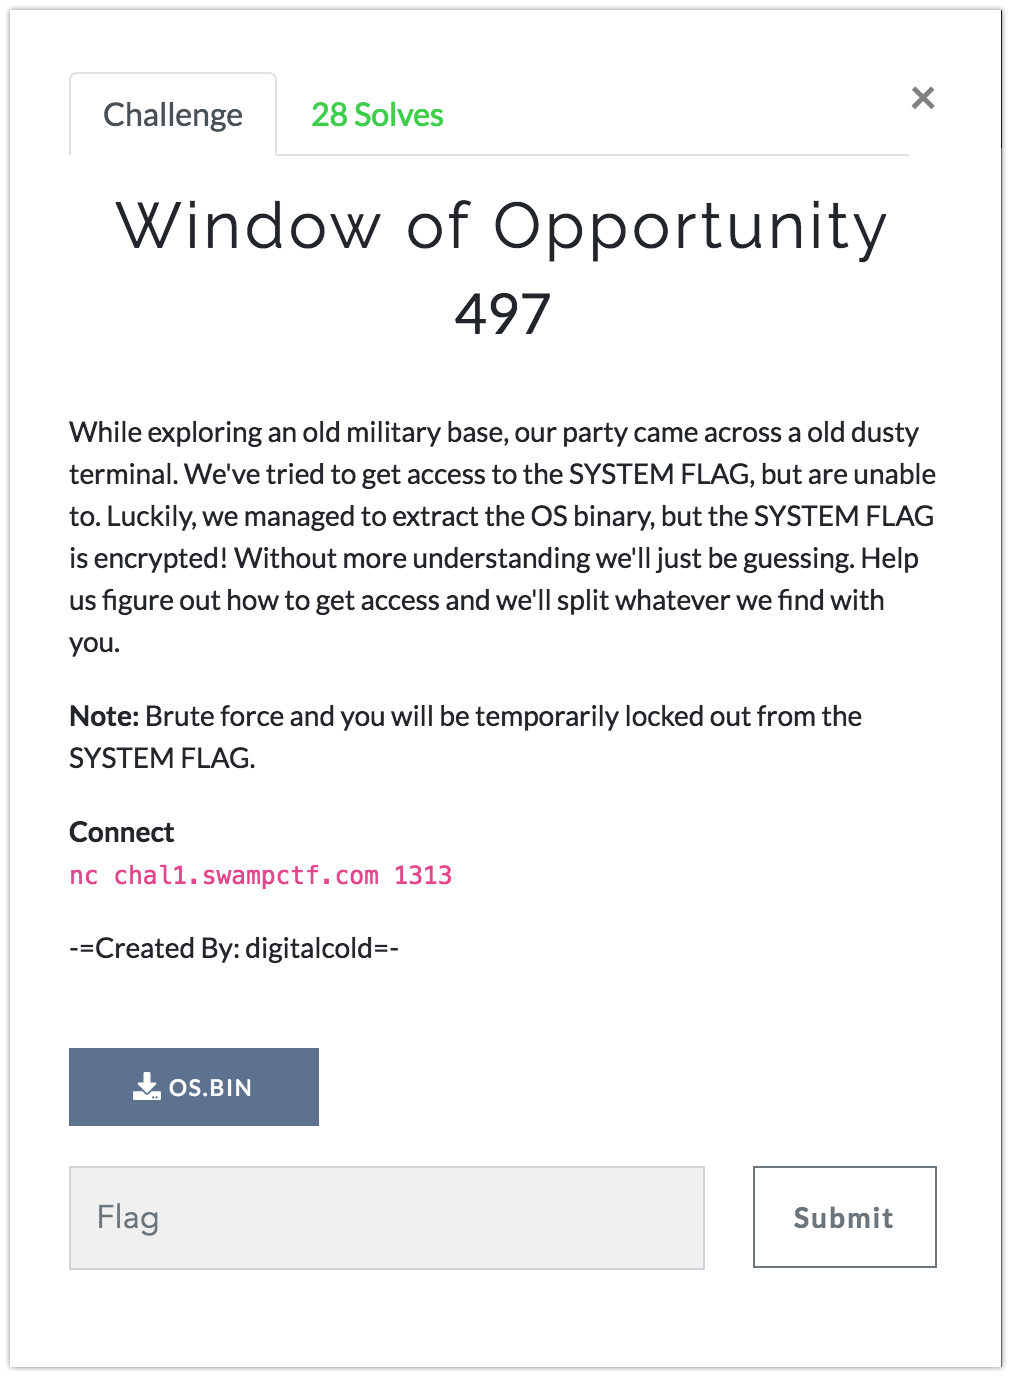 Challenge
28 Solves
×
Window of Opportunity
497
While exploring an old military base, our party came across a old dusty
terminal. We've tried to get access to the SYSTEM FLAG, but are unable
to. Luckily, we managed to extract the OS binary, but the SYSTEM FLAG
is encrypted! Without more understanding we'll just be guessing. Help
us figure out how to get access and we'll split whatever we find with
you.
Note: Brute force and you will be temporarily locked out from the
SYSTEM FLAG.
Connect
nc chal1.swampctf.com 1313
-=Created By: digitalcold=-
OS.BIN
Flag
Submit